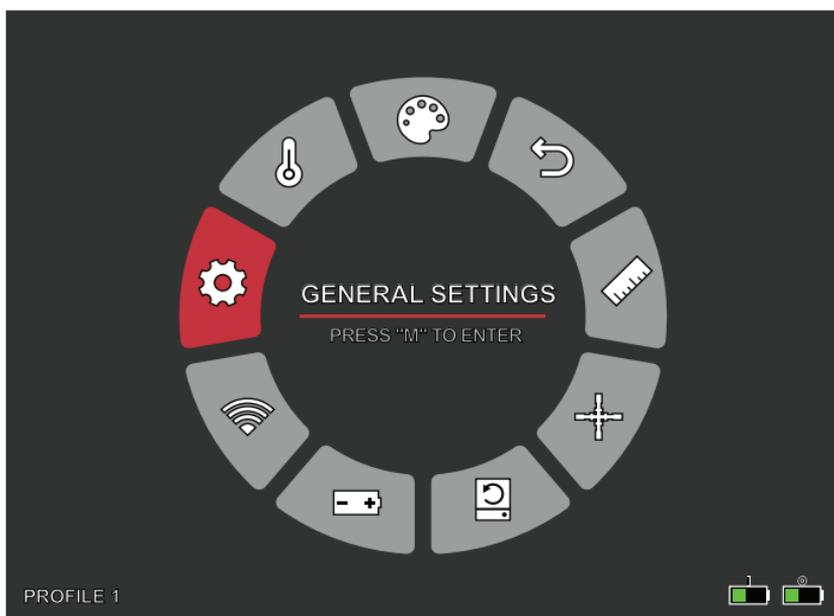 GENERAL SETTINGS
PRESS "M" TO ENTER
PROFILE 1
1